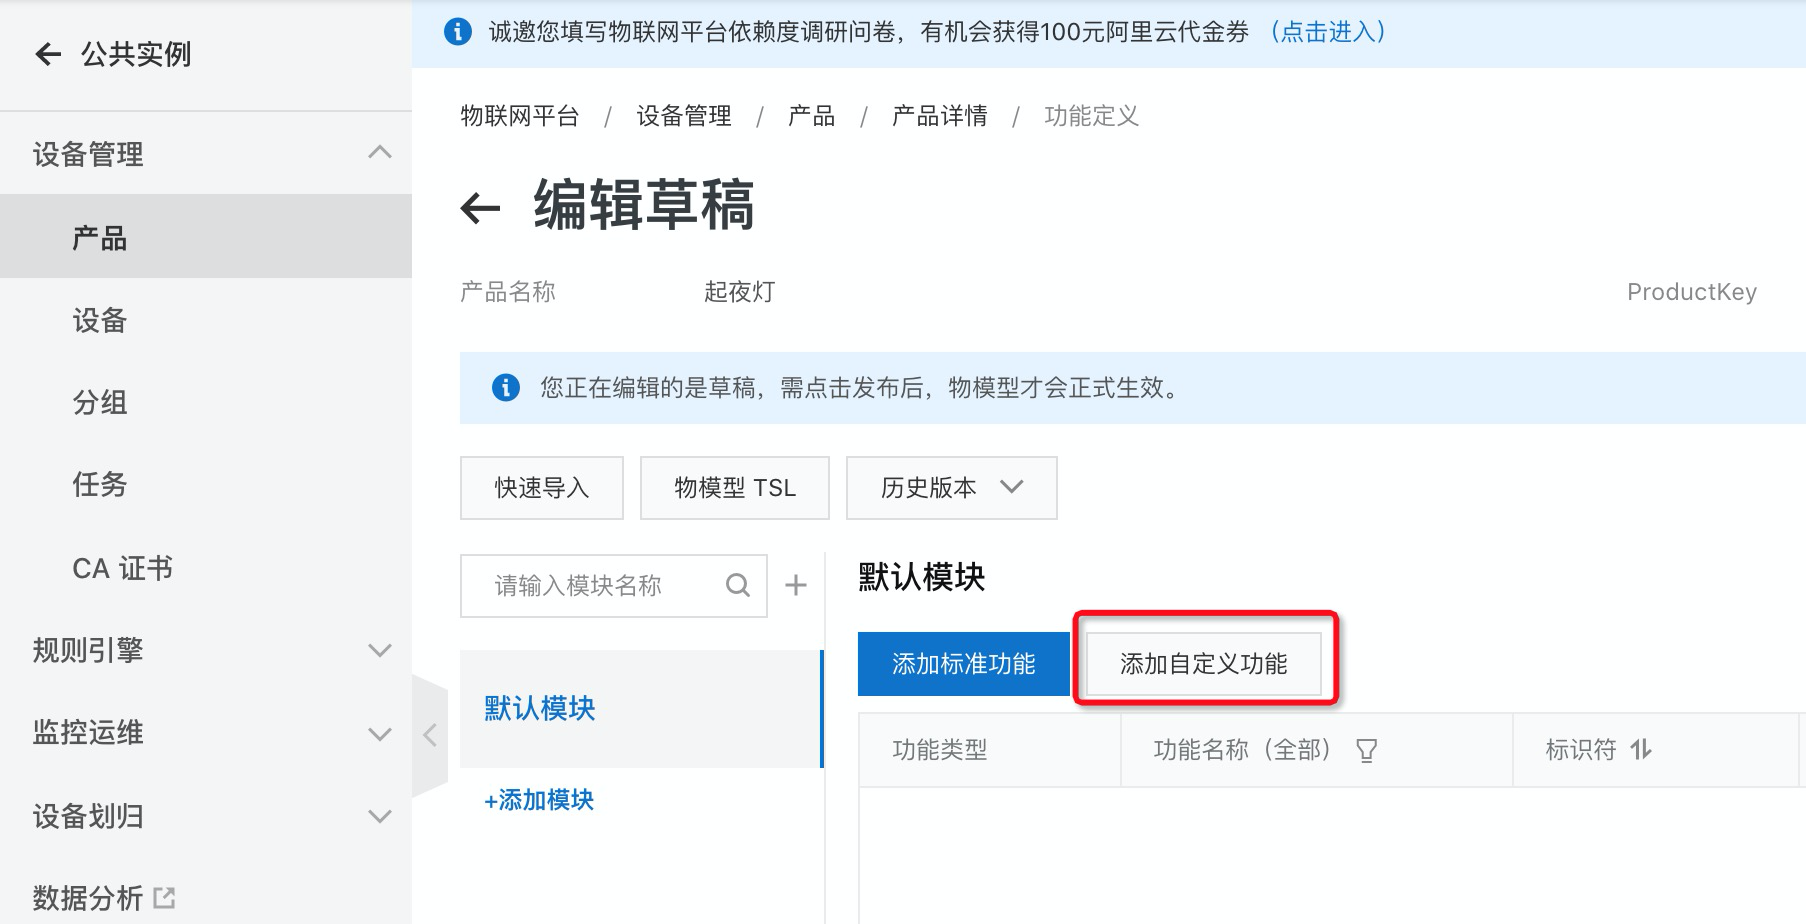 公共实例
设备管理
产品
设备
分组
任务
CA 证书
规则引擎
监控运维
设备划归
数据分析
诚邀您填写物联网平台依赖度调研问卷，有机会获得100元阿里云代金券 （点击进入）
物联网平台 / 设备管理 / 产品 / 产品详情 / 功能定义
编辑草稿
产品名称 起夜灯 ProductKey
您正在编辑的是草稿，需点击发布后，物模型才会正式生效。
快速导入 物模型 TSL 历史版本
请输入模块名称
默认模块
+添加模块
默认模块
添加标准功能 添加自定义功能
功能类型 功能名称（全部） 标识符